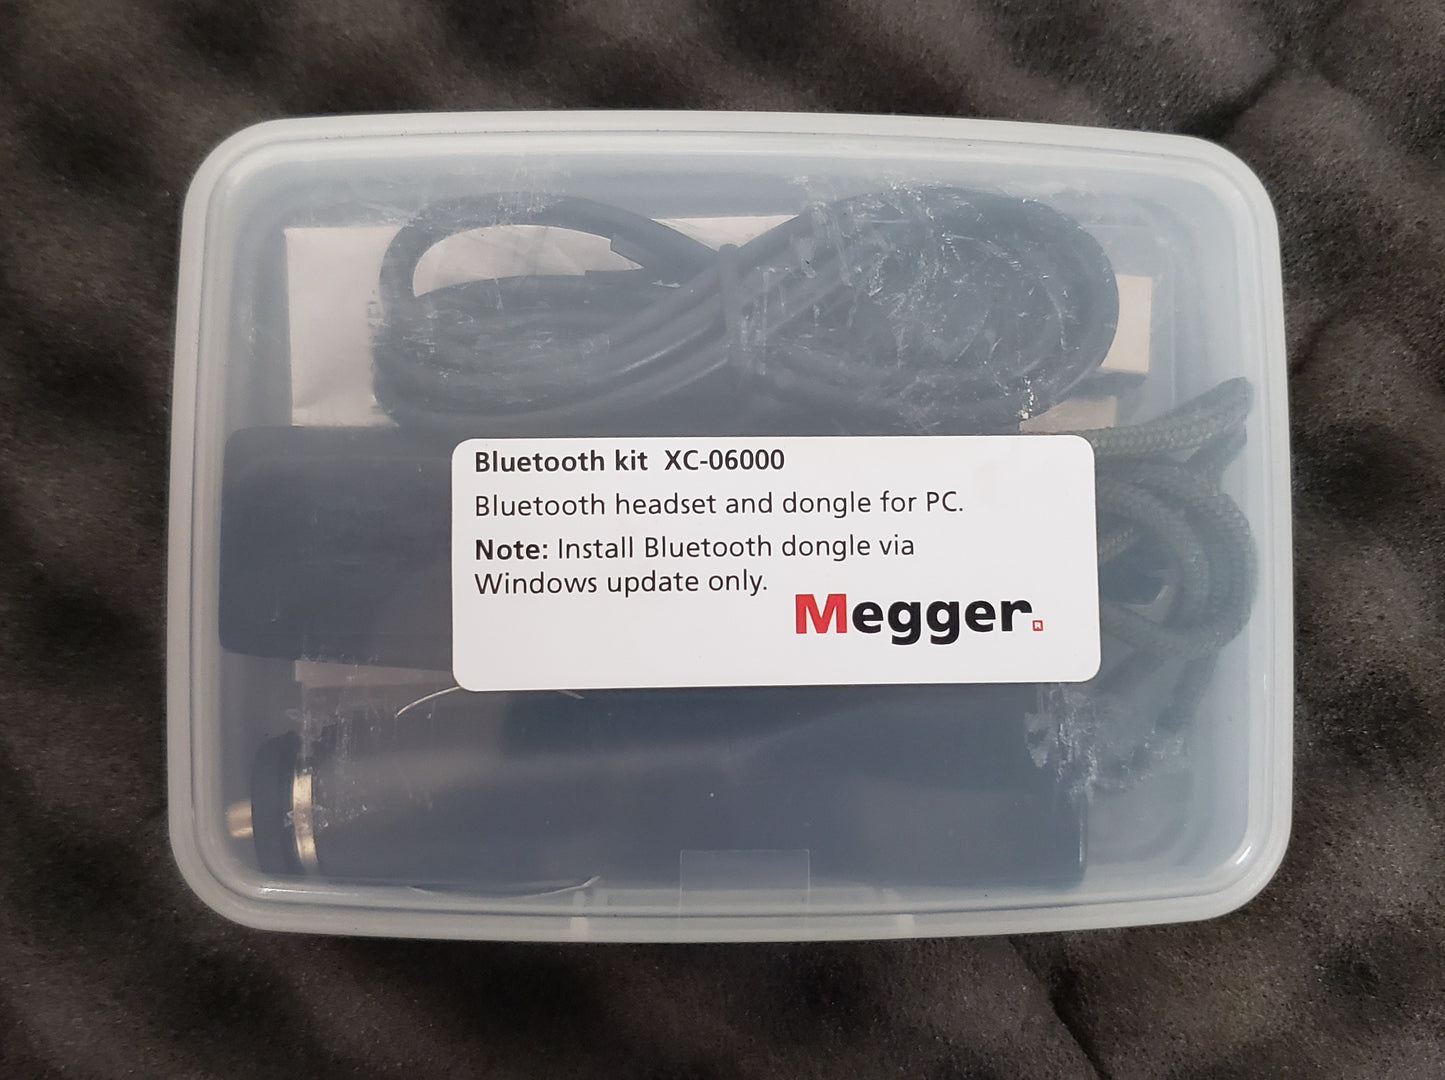 Bluetooth kit XC-06000
Bluetooth headset and dongle for PC.
Note: Install Bluetooth dongle via
Windows update only.
Megger®